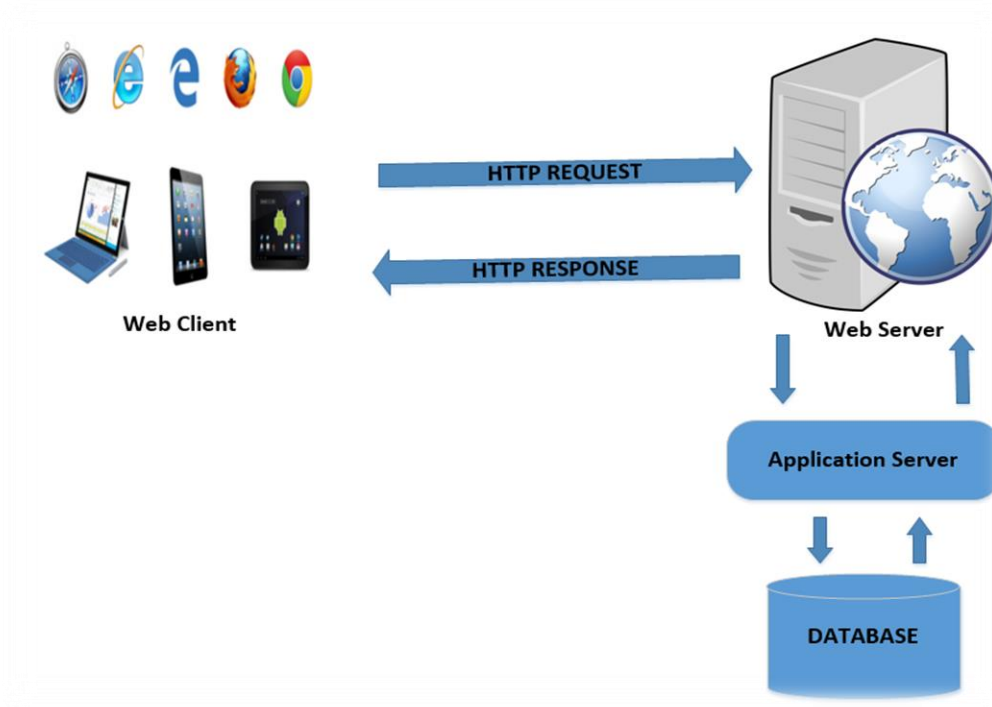 HTTP REQUEST
HTTP RESPONSE
Web Client
Web Server
Application Server
DATABASE